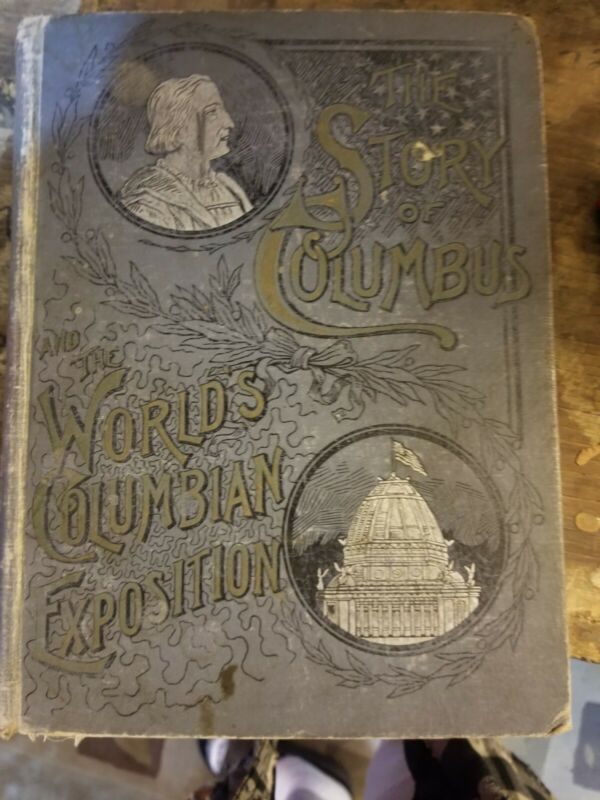 THE
STORY
OF
COLUMBUS
AND THE
WORLD'S
COLUMBIAN
EXPOSITION